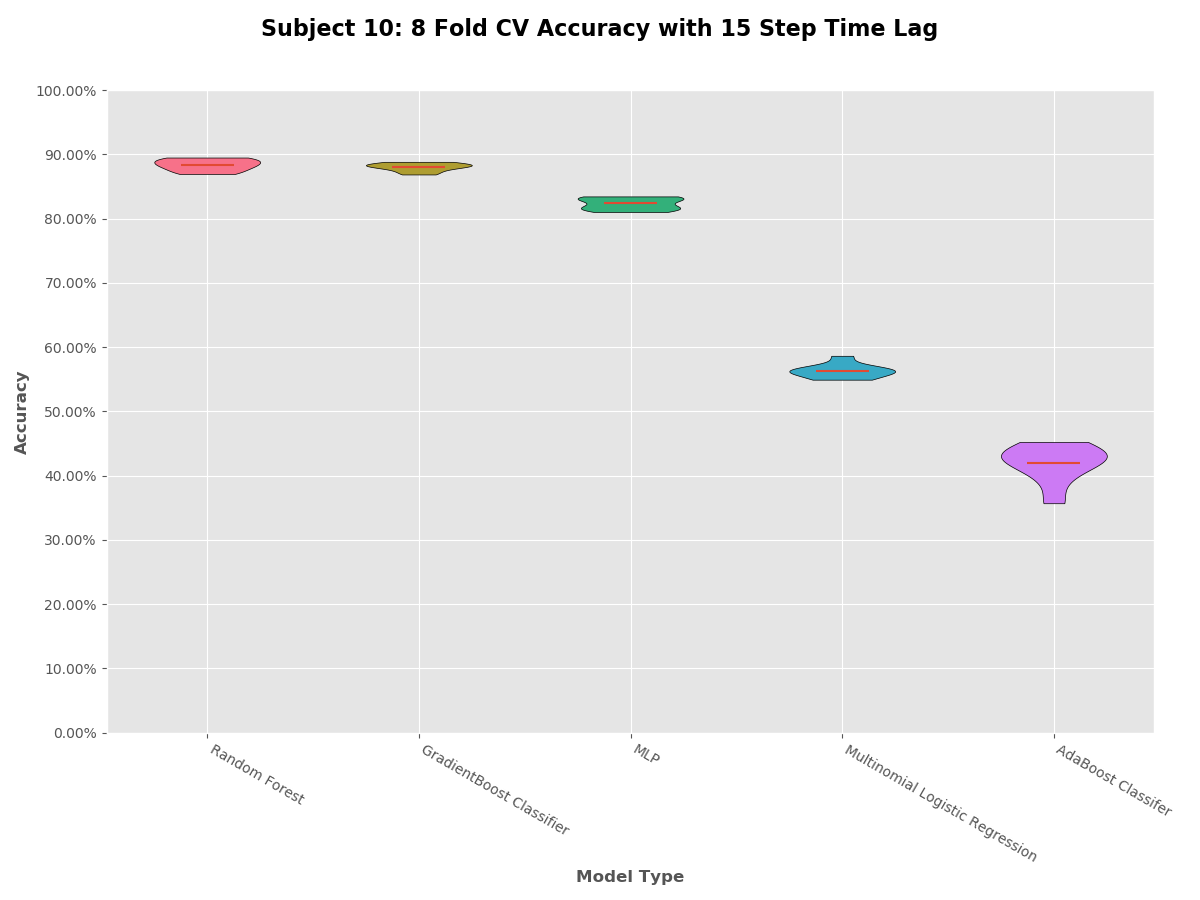 Subject 10: 8 Fold CV Accuracy with 15 Step Time Lag
100.00%
90.00%
80.00%
70.00%
60.00%
50.00%
40.00%
30.00%
20.00%
10.00%
0.00%
Accuracy
Random Forest
GradientBoost Classifier
MLP
Multinomial Logistic Regression
AdaBoost Classifer
Model Type